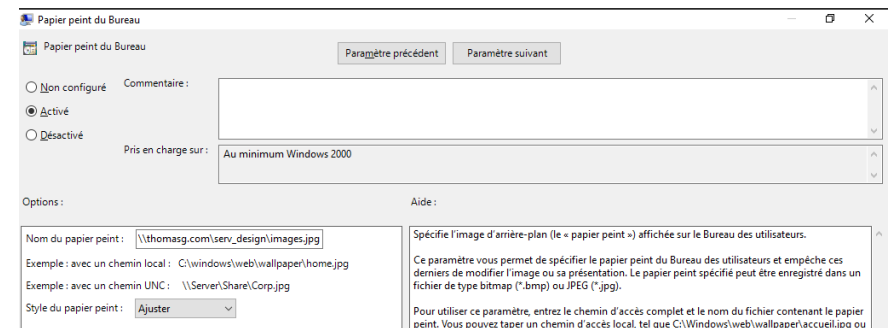 Papier peint du Bureau
Papier peint du Bureau
Paramètre précédent
Paramètre suivant
Non configuré
Commentaire :
Activé
Désactivé
Pris en charge sur :
Au minimum Windows 2000
Options :
Aide :
Nom du papier peint :
\\thomasg.com\serv_design\images.jpg
Exemple : avec un chemin local : C:\windows\web\wallpaper\home.jpg
Exemple : avec un chemin UNC : \\Server\Share\Corp.jpg
Style du papier peint :
Ajuster
Spécifie l'image d'arrière-plan (le « papier peint ») affichée sur le Bureau des utilisateurs.
Ce paramètre vous permet de spécifier le papier peint du Bureau des utilisateurs et empêche ces
derniers de modifier l'image ou sa présentation. Le papier peint spécifié peut être enregistré dans un
fichier de type bitmap (*.bmp) ou JPEG (*.jpg).
Pour utiliser ce paramètre, entrez le chemin d'accès complet et le nom du fichier contenant le papier
peint. Vous pouvez taper un chemin d'accès local, tel que C:\Windows\web\wallpaper\accueil.jpg ou